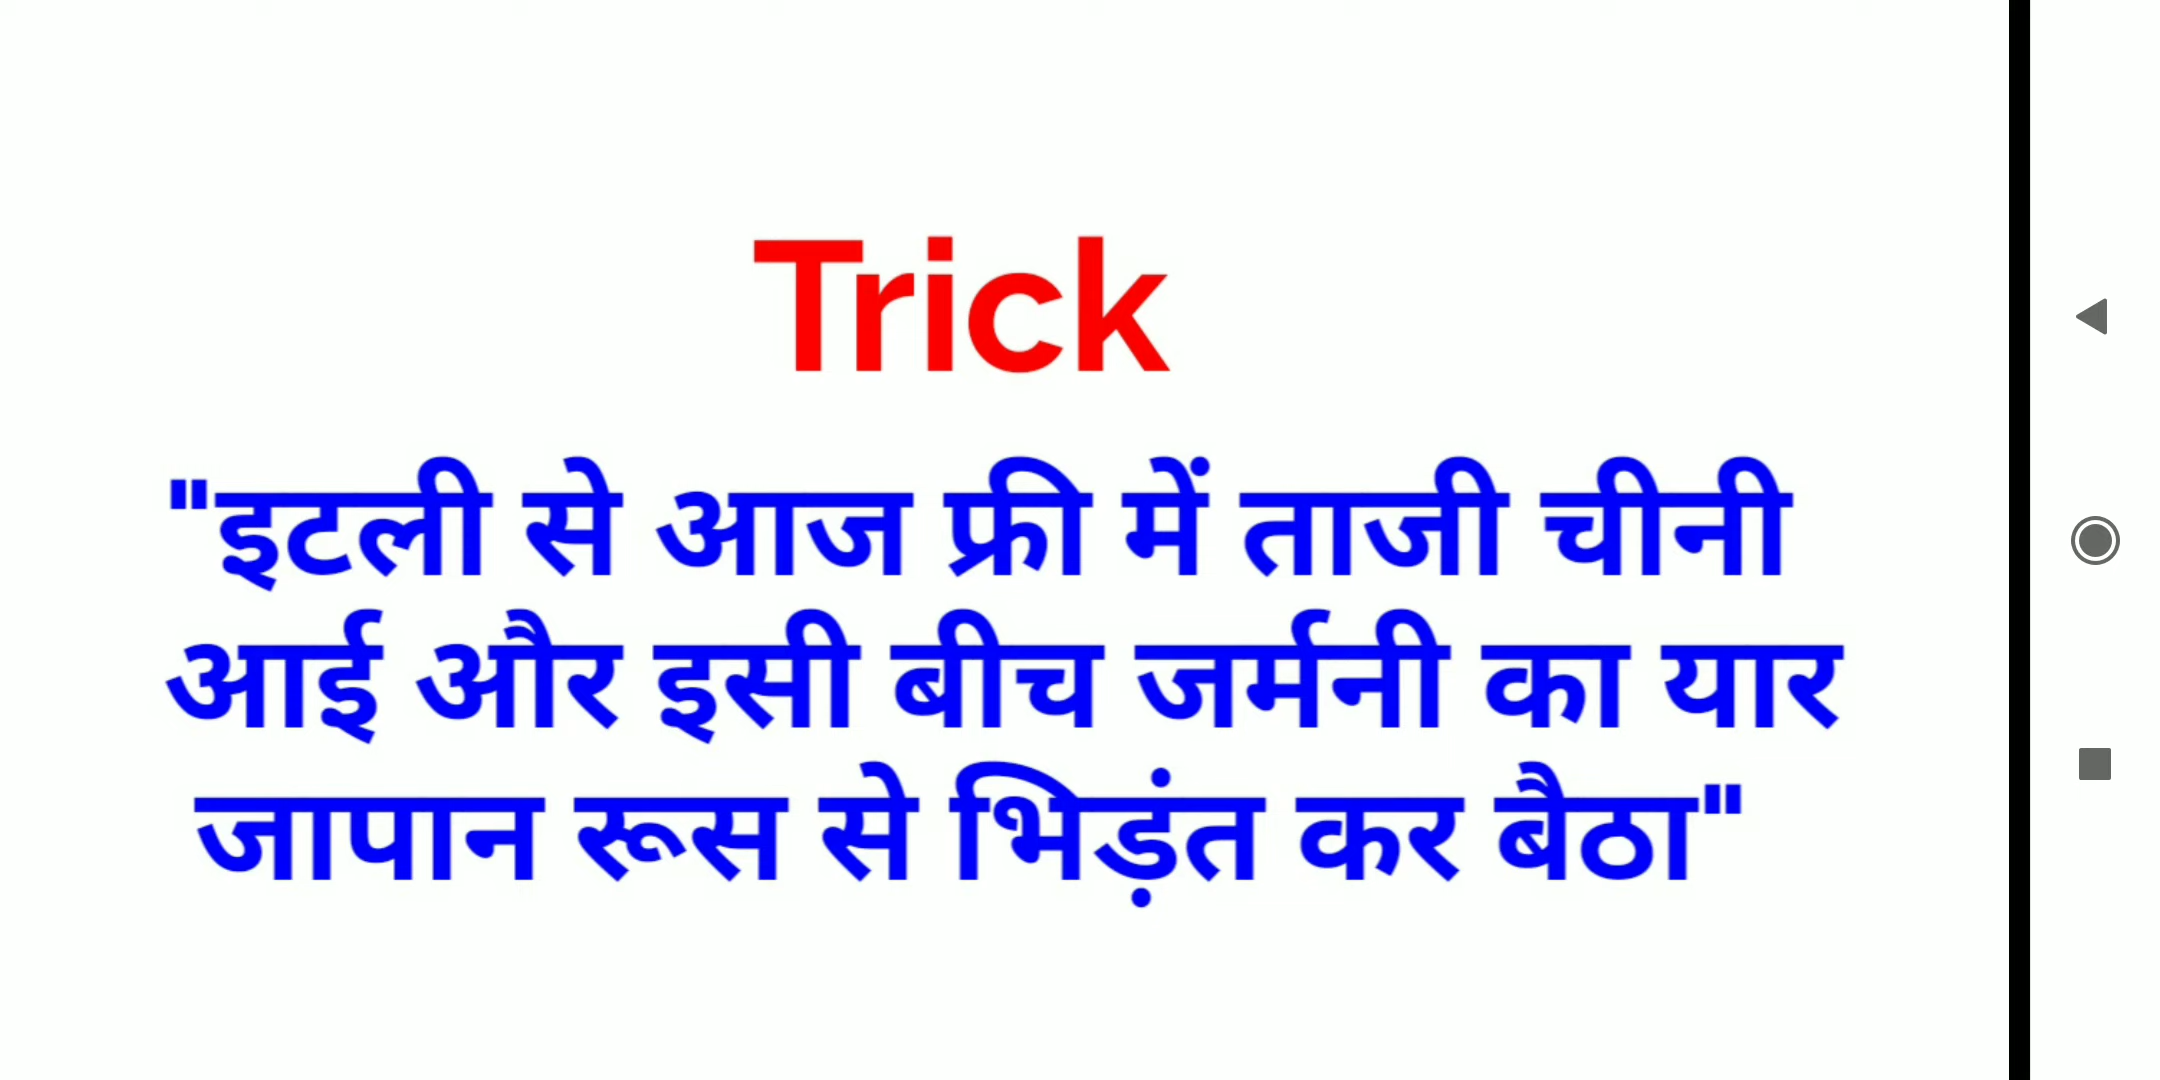 Trick
"इटली से आज फ्री में ताजी चीनी
आई और इसी बीच जर्मनी का यार
जापान रूस से भिड़ंत कर बैठा"